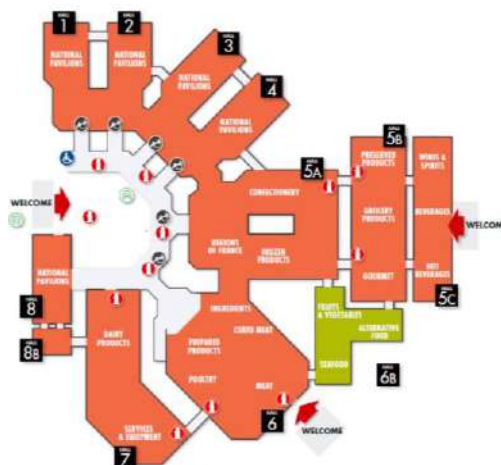 HALL
1
HALL
2
HALL
3
HALL
4
NATIONAL
PAVILIONS
NATIONAL
PAVILIONS
NATIONAL
PAVILIONS
NATIONAL
PAVILIONS
HALL
5A
HALL
5B
PRESERVED
PRODUCTS
WINES &
SPIRITS
CONFECTIONERY
GROCERY
PRODUCTS
BEVERAGES
WELCOME
WELCOM
REGIONS
OF FRANCE
FROZEN
PRODUCTS
GOURMET
HOT
BEVERAGES
HALL
5C
NATIONAL
PAVILIONS
HALL
8
HALL
8B
INGREDIENTS
FRUITS
& VEGETABLES
ALTERNATIVE
FOOD
DAIRY
PRODUCTS
CURED MEAT
PREPARED
PRODUCTS
SEAFOOD
HALL
6B
POULTRY
MEAT
HALL
6
WELCOME
SERVICES
& EQUIPMENT
HALL
7